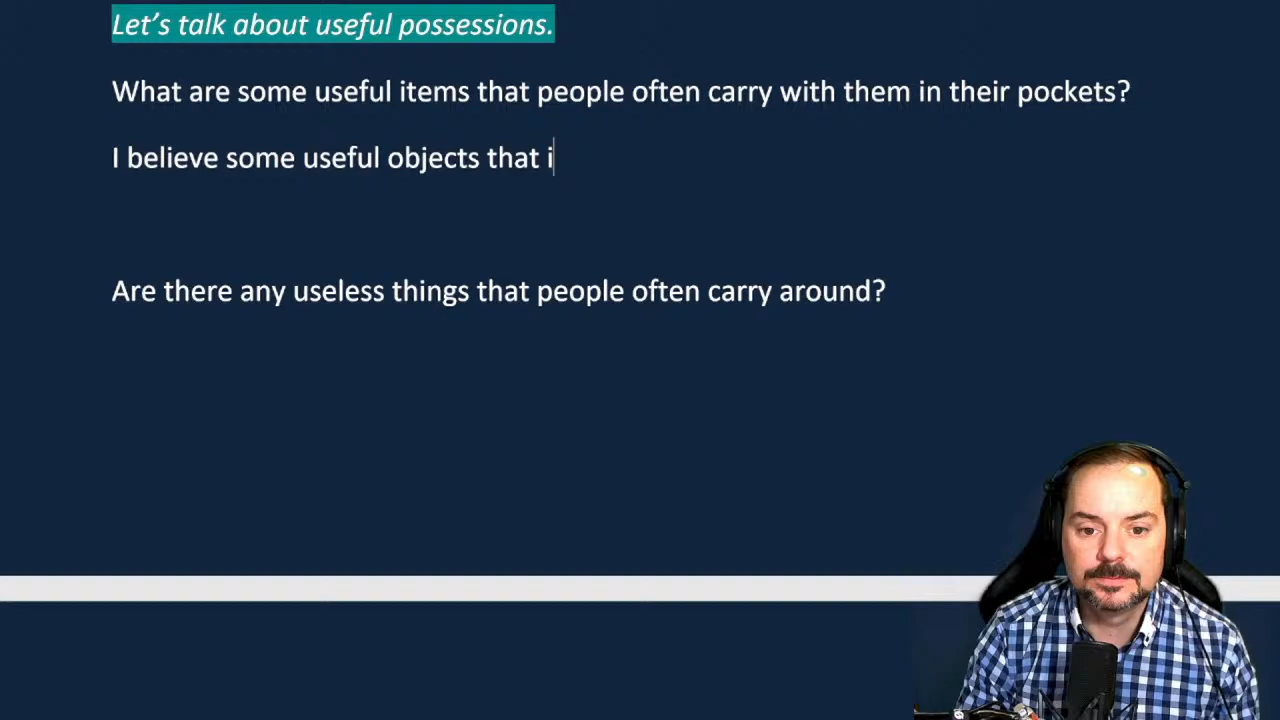 Let’s talk about useful possessions.
What are some useful items that people often carry with them in their pockets?
I believe some useful objects that i
Are there any useless things that people often carry around?